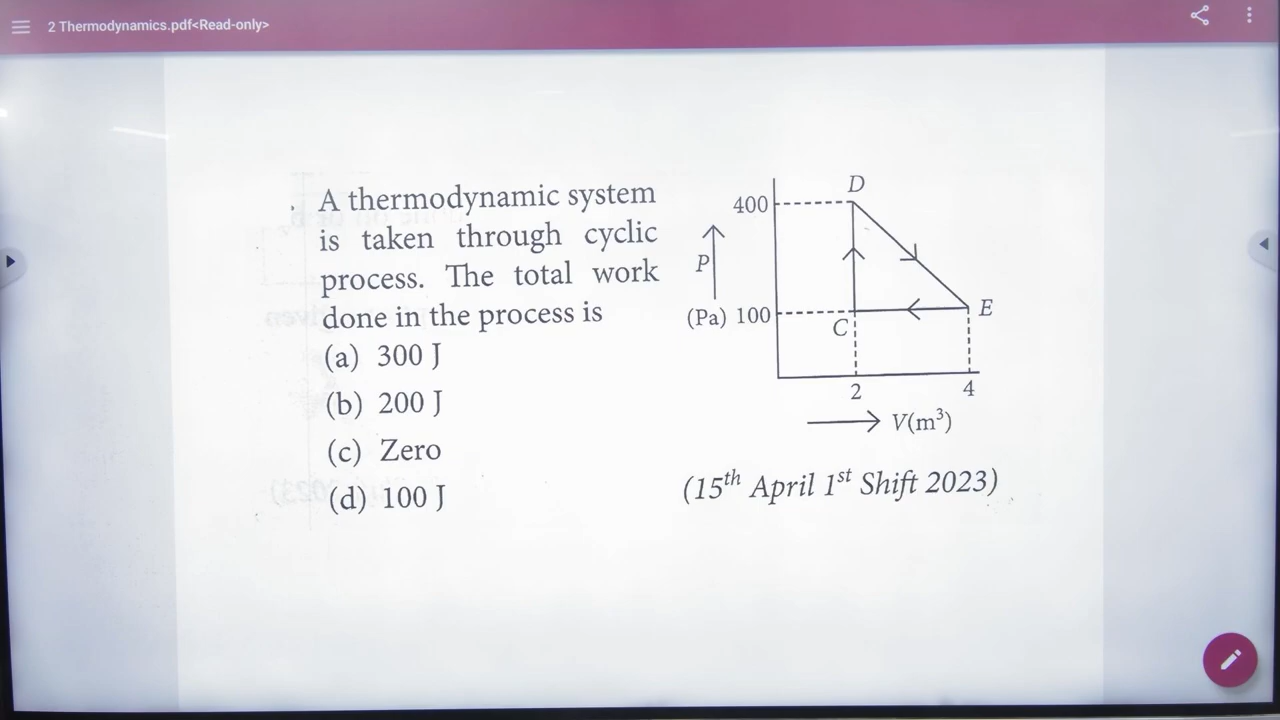 2 Thermodynamics.pdf<Read-only>
A thermodynamic system
is taken through cyclic
process. The total work
done in the process is
(a) 300 J
(b) 200 J
(c) Zero
(d) 100 J
D
400
P
(Pa) 100
C
E
2
4
V(m³)
(15th April 1st Shift 2023)